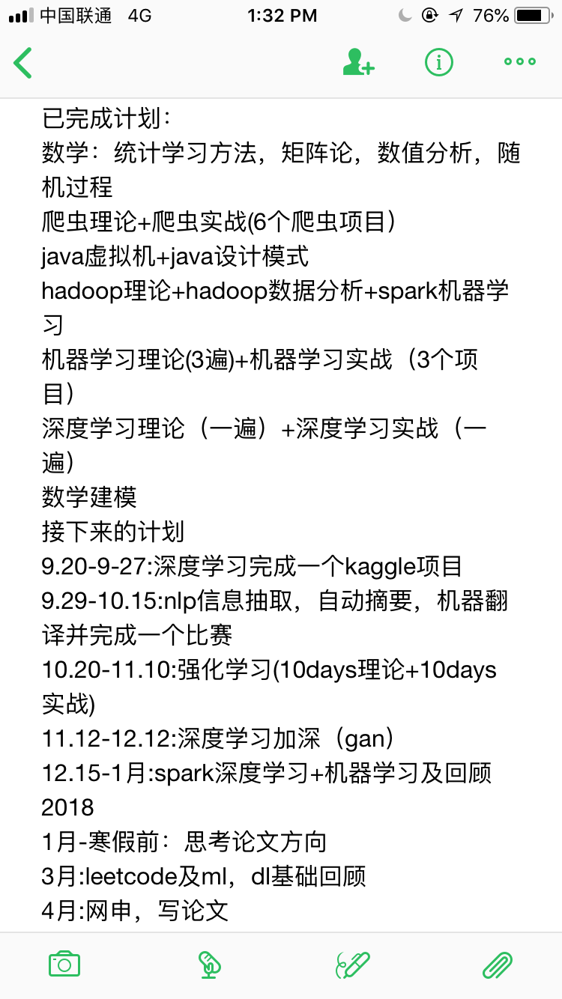 中国联通 4G 1:32 PM 76%
已完成计划：
数学：统计学习方法，矩阵论，数值分析，随
机过程
爬虫理论+爬虫实战(6个爬虫项目）
java虚拟机+java设计模式
hadoop理论+hadoop数据分析+spark机器学
习
机器学习理论(3遍)+机器学习实战（3个项
目）
深度学习理论（一遍）+深度学习实战（一
遍）
数学建模
接下来的计划
9.20-9-27:深度学习完成一个kaggle项目
9.29-10.15:nlp信息抽取，自动摘要，机器翻
译并完成一个比赛
10.20-11.10:强化学习(10days理论+10days
实战)
11.12-12.12:深度学习加深（gan）
12.15-1月:spark深度学习+机器学习及回顾
2018
1月-寒假前：思考论文方向
3月:leetcode及ml，dl基础回顾
4月:网申，写论文